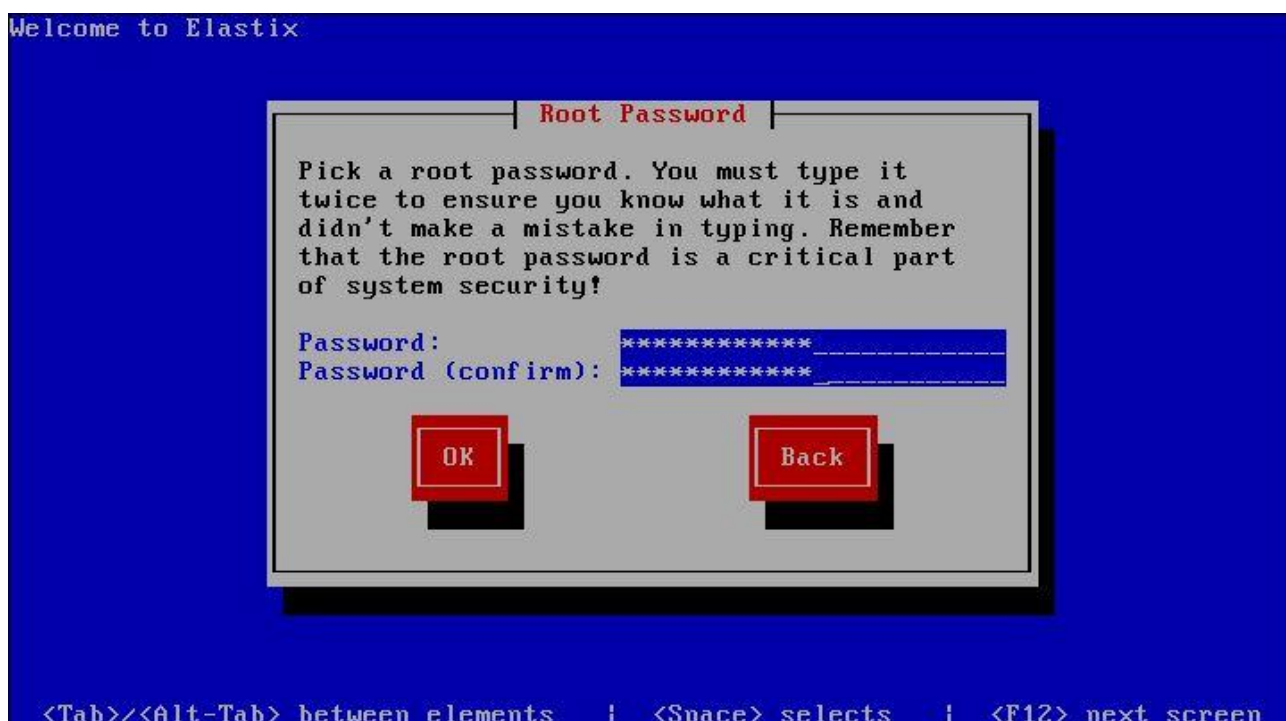 Welcome to Elastix
Root Password
Pick a root password. You must type it
twice to ensure you know what it is and
didn't make a mistake in typing. Remember
that the root password is a critical part
of system security!
Password: ************____________
Password (confirm): ************____________
OK Back
<Tab>/<Alt-Tab> between elements | <Space> selects | <F12> next screen